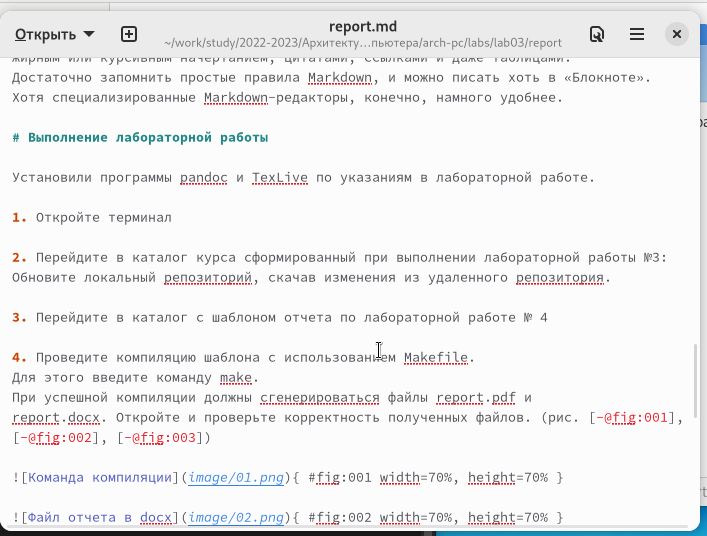 Открыть
report.md
~/work/study/2022-2023/Архитекту…пьютера/arch-pc/labs/lab03/report
жирным или курсивным начертанием, цитатами, ссылками и даже таблицами.
Достаточно запомнить простые правила Markdown, и можно писать хоть в «Блокноте».
Хотя специализированные Markdown-редакторы, конечно, намного удобнее.
# Выполнение лабораторной работы
Установили программы pandoc и TexLive по указаниям в лабораторной работе.
1. Откройте терминал
2. Перейдите в каталог курса сформированный при выполнении лабораторной работы №3:
Обновите локальный репозиторий, скачав изменения из удаленного репозитория.
3. Перейдите в каталог с шаблоном отчета по лабораторной работе № 4
4. Проведите компиляцию шаблона с использованием Makefile.
Для этого введите команду make.
При успешной компиляции должны сгенерироваться файлы report.pdf и
report.docx. Откройте и проверьте корректность полученных файлов. (рис. [-@fig:001],
[-@fig:002], [-@fig:003])
![Команда компиляции](image/01.png){ #fig:001 width=70%, height=70% }
![Файл отчета в docx](image/02.png){ #fig:002 width=70%, height=70% }